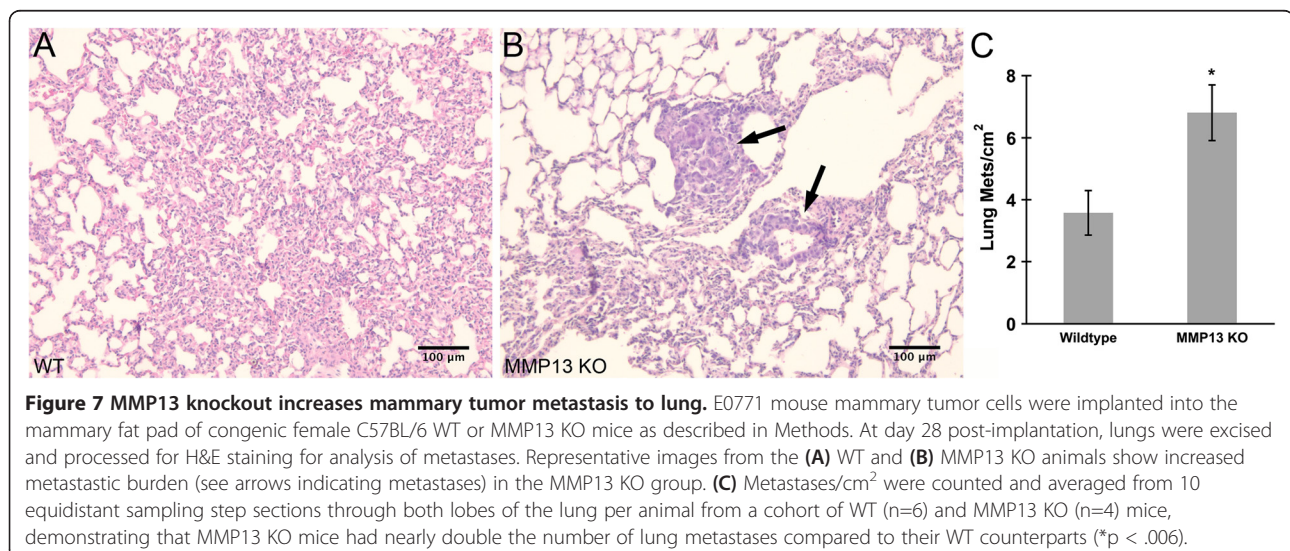 A
B
C
WT
100 µm
MMP13 KO
100 µm
Lung Mets/cm²
8
6
4
2
0
*
Wildtype
MMP13 KO
Figure 7 MMP13 knockout increases mammary tumor metastasis to lung. E0771 mouse mammary tumor cells were implanted into the
mammary fat pad of congenic female C57BL/6 WT or MMP13 KO mice as described in Methods. At day 28 post-implantation, lungs were excised
and processed for H&E staining for analysis of metastases. Representative images from the (A) WT and (B) MMP13 KO animals show increased
metastastic burden (see arrows indicating metastases) in the MMP13 KO group. (C) Metastases/cm² were counted and averaged from 10
equidistant sampling step sections through both lobes of the lung per animal from a cohort of WT (n=6) and MMP13 KO (n=4) mice,
demonstrating that MMP13 KO mice had nearly double the number of lung metastases compared to their WT counterparts (*p < .006).